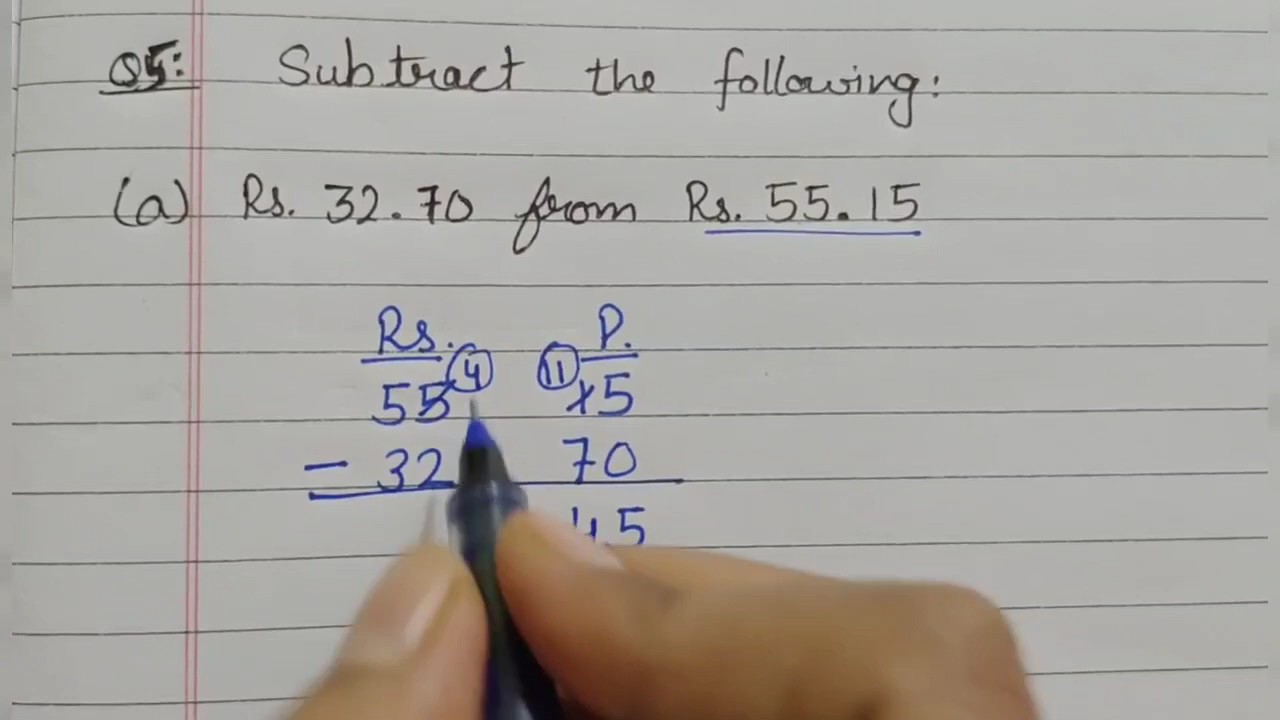 Q5: Subtract the following:
(a) Rs. 32.70 from Rs. 55.15
Rs. P.
4 11
55 15
- 32 70
45